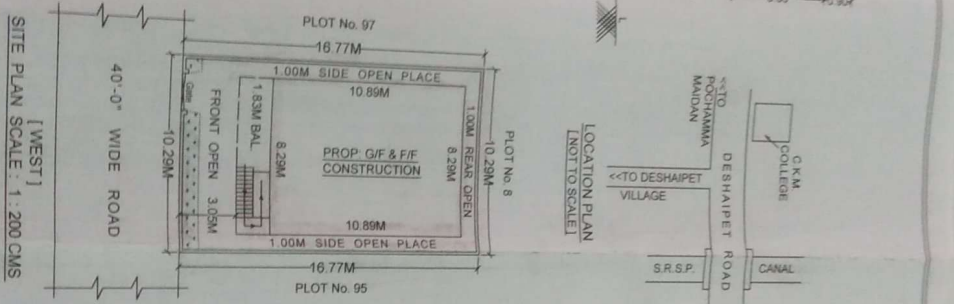 PLOT No. 97
16.77M
1.00M SIDE OPEN PLACE
10.89M
40'-0" WIDE ROAD
Gate
10.29M
FRONT OPEN 3.05M
1.83M BAL
8.29M
PROP: G/F & F/F
CONSTRUCTION
8.29M
1.00M REAR OPEN
10.29M
PLOT No. 8
10.89M
1.00M SIDE OPEN PLACE
16.77M
PLOT No. 95
[ WEST ]
SITE PLAN SCALE : 1 : 200 CMS
C.K.M.
COLLEGE
<<TO
POCHAMMA
MAIDAN
DESHAIPET ROAD
<<TO DESHAIPET
VILLAGE
S.R.S.P.
CANAL
LOCATION PLAN
[ NOT TO SCALE ]